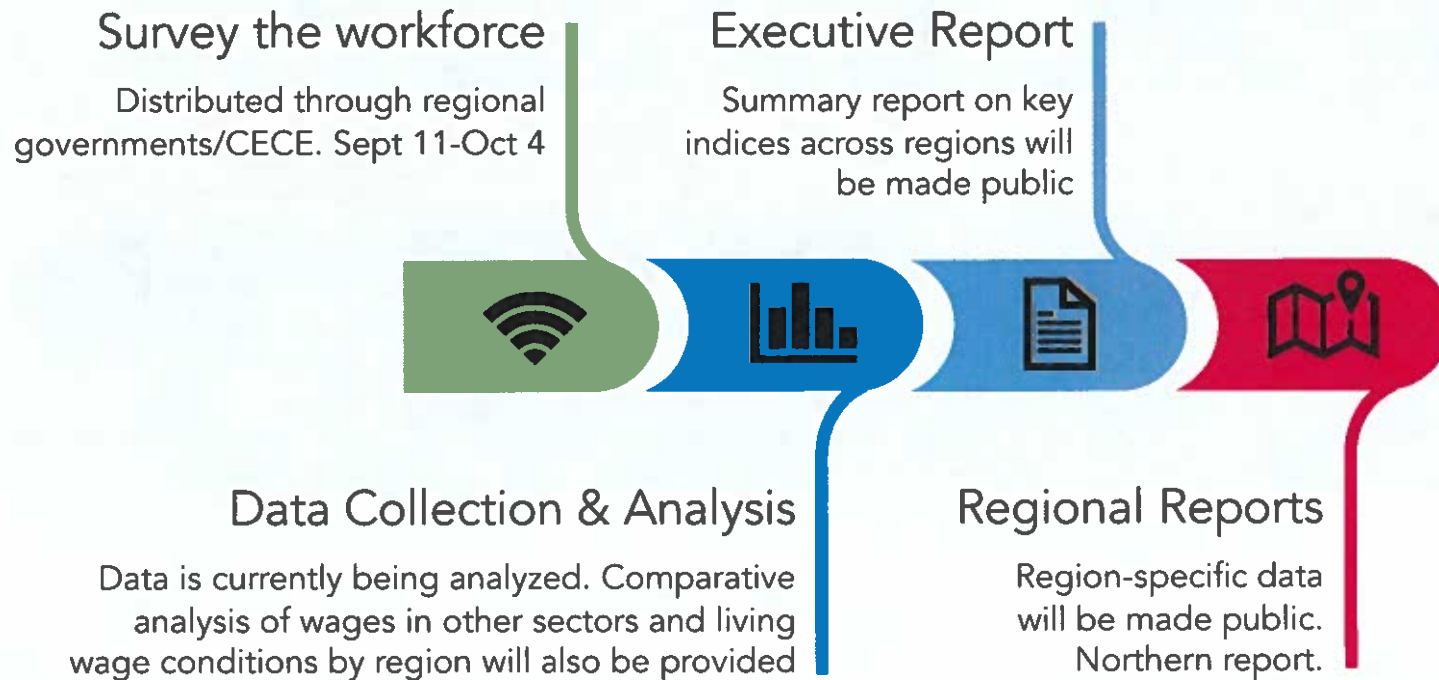 Survey the workforce
Distributed through regional
governments/CECE. Sept 11-Oct 4
Data Collection & Analysis
Data is currently being analyzed. Comparative
analysis of wages in other sectors and living
wage conditions by region will also be provided
Executive Report
Summary report on key
indices across regions will
be made public
Regional Reports
Region-specific data
will be made public.
Northern report.